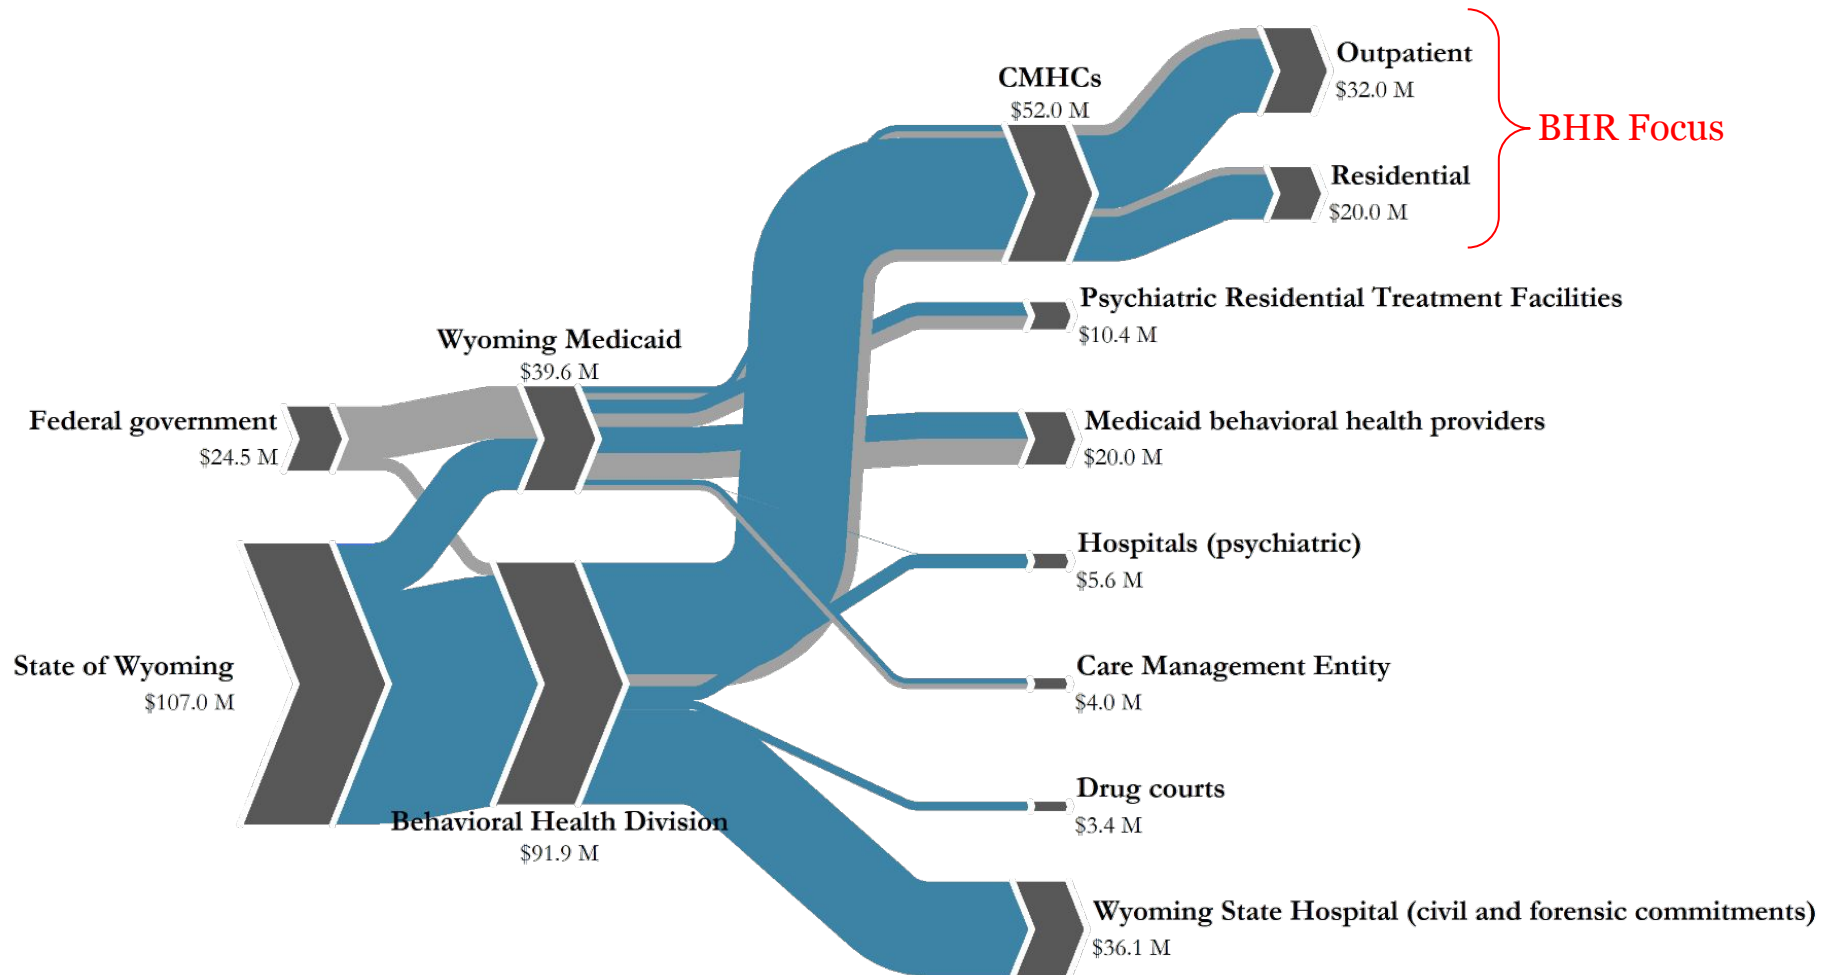 Outpatient
$32.0 M
CMHCs
$52.0 M
BHR Focus
Residential
$20.0 M
Psychiatric Residential Treatment Facilities
$10.4 M
Wyoming Medicaid
$39.6 M
Federal government
$24.5 M
Medicaid behavioral health providers
$20.0 M
Hospitals (psychiatric)
$5.6 M
State of Wyoming
$107.0 M
Care Management Entity
$4.0 M
Drug courts
$3.4 M
Behavioral Health Division
$91.9 M
Wyoming State Hospital (civil and forensic commitments)
$36.1 M